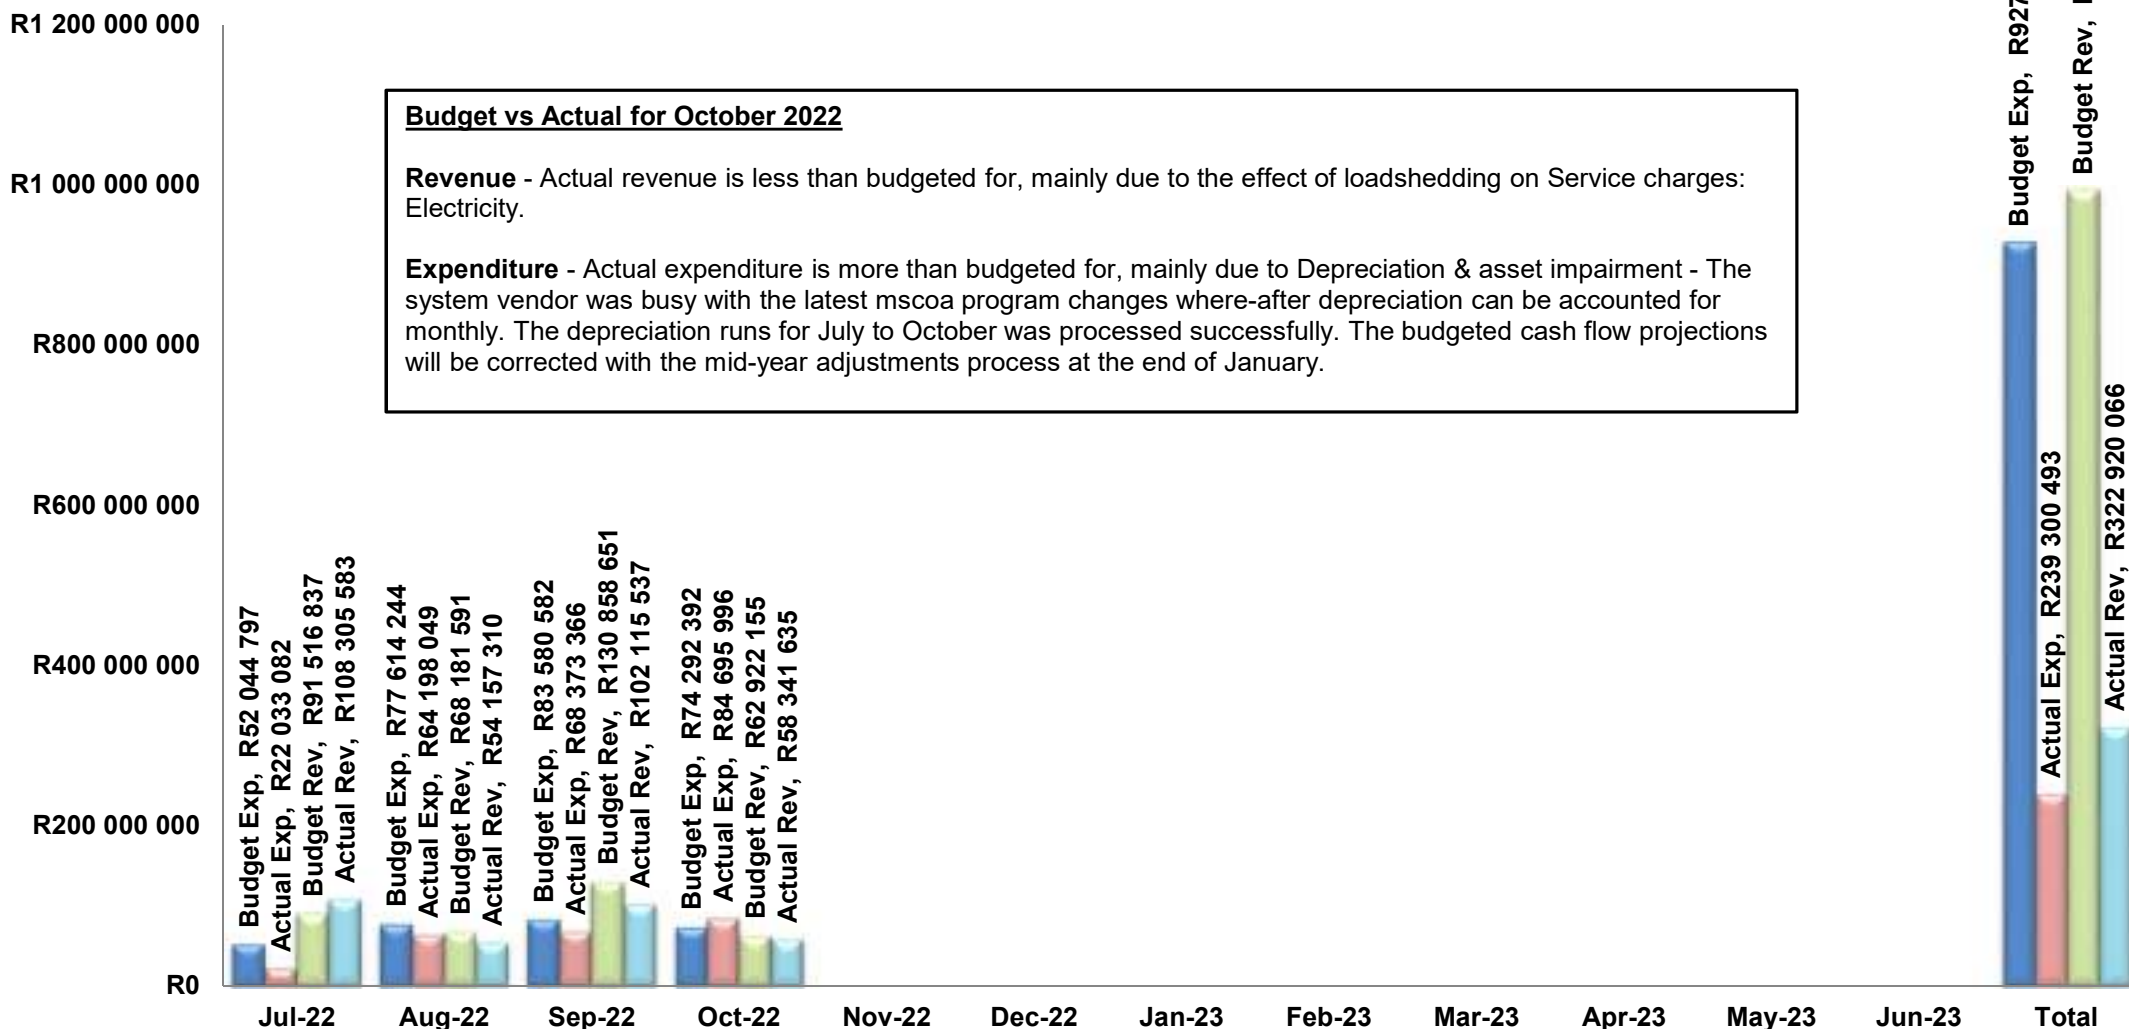 R1 200 000 000
R1 000 000 000
R800 000 000
R600 000 000
R400 000 000
R200 000 000
R0
Budget vs Actual for October 2022
Revenue - Actual revenue is less than budgeted for, mainly due to the effect of loadshedding on Service charges:
Electricity.
Expenditure - Actual expenditure is more than budgeted for, mainly due to Depreciation & asset impairment - The
system vendor was busy with the latest mscoa program changes where-after depreciation can be accounted for
monthly. The depreciation runs for July to October was processed successfully. The budgeted cash flow projections
will be corrected with the mid-year adjustments process at the end of January.
Budget Exp, R52 044 797
Actual Exp, R22 033 082
Budget Rev, R91 516 837
Actual Rev, R108 305 583
Budget Exp, R77 614 244
Actual Exp, R64 198 049
Budget Rev, R68 181 591
Actual Rev, R54 157 310
Budget Exp, R83 580 582
Actual Exp, R68 373 366
Budget Rev, R130 858 651
Actual Rev, R102 115 537
Budget Exp, R74 292 392
Actual Exp, R84 695 996
Budget Rev, R62 922 155
Actual Rev, R58 341 635
Budget Exp, R927
Actual Exp, R239 300 493
Budget Rev,
Actual Rev, R322 920 066
Jul-22
Aug-22
Sep-22
Oct-22
Nov-22
Dec-22
Jan-23
Feb-23
Mar-23
Apr-23
May-23
Jun-23
Total